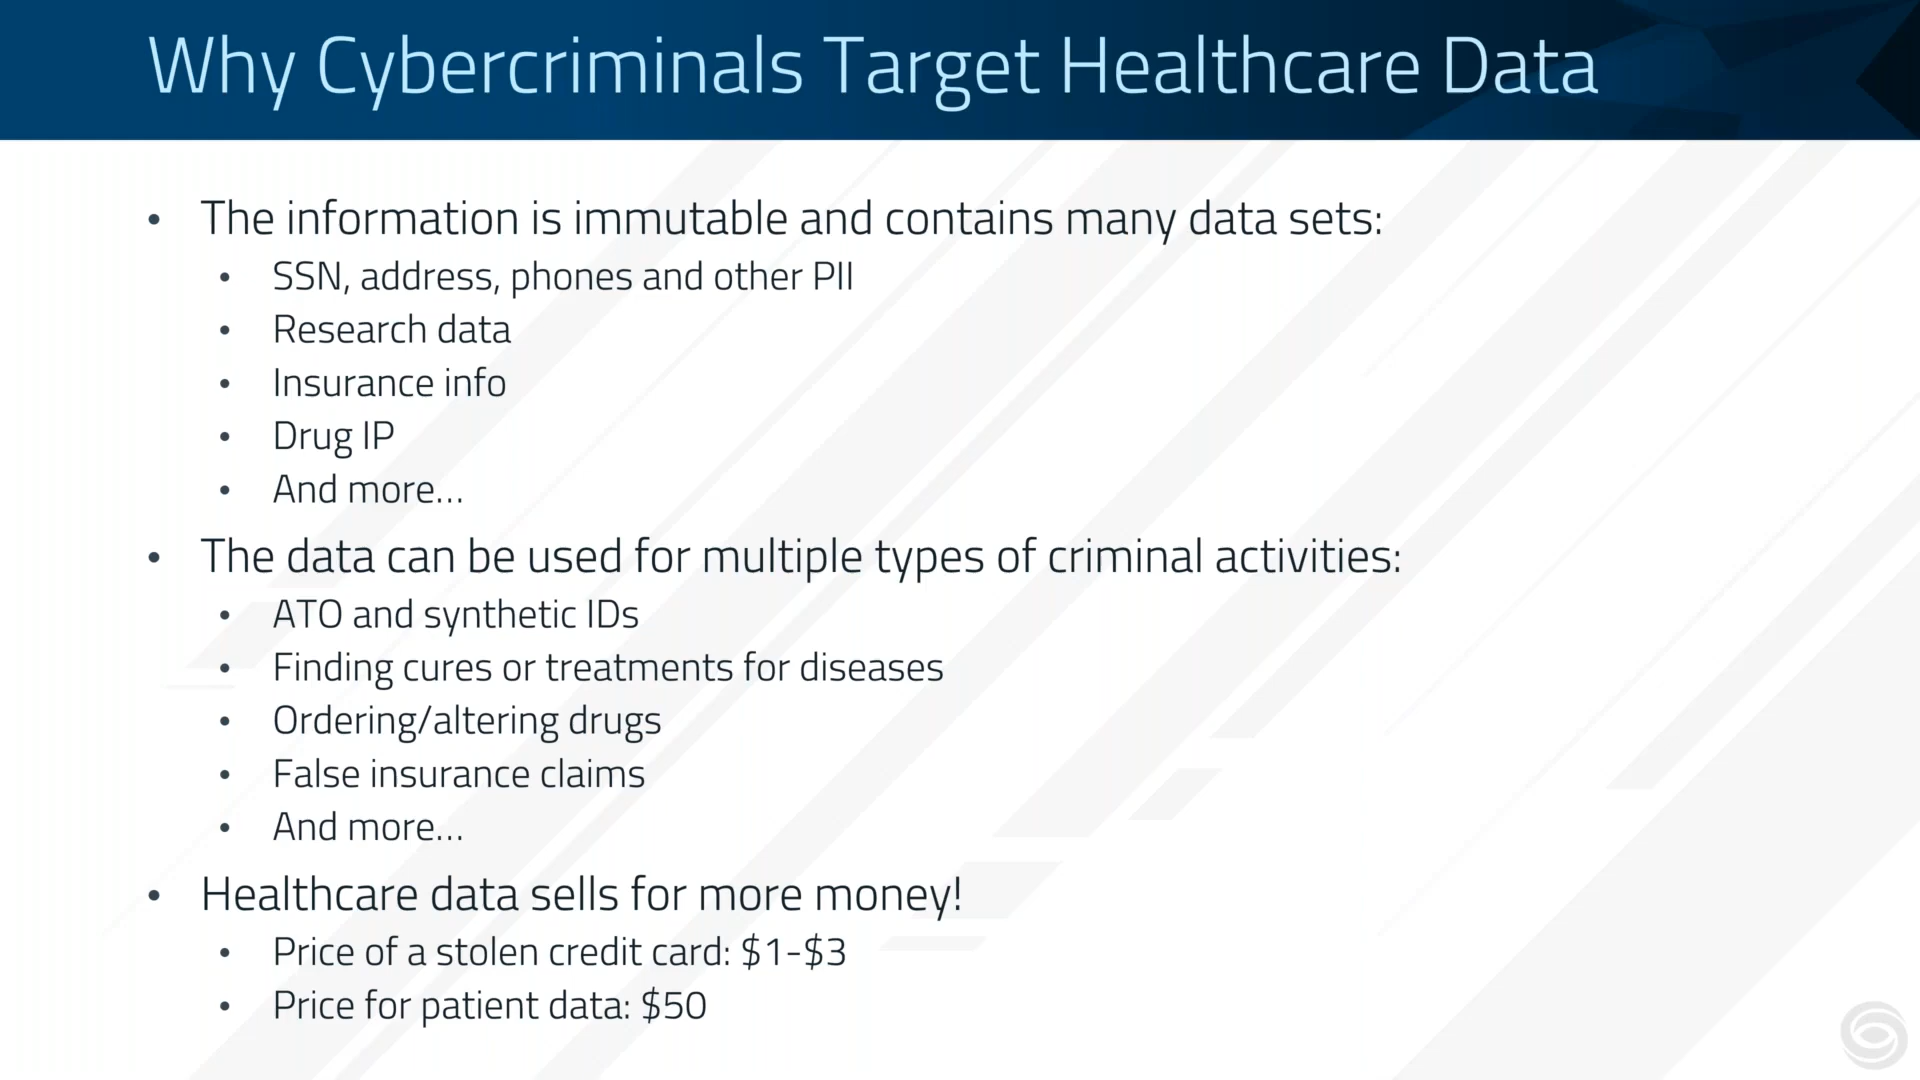 Why Cybercriminals Target Healthcare Data
• The information is immutable and contains many data sets:
• SSN, address, phones and other PII
• Research data
• Insurance info
• Drug IP
• And more...
• The data can be used for multiple types of criminal activities:
• ATO and synthetic IDs
• Finding cures or treatments for diseases
• Ordering/altering drugs
• False insurance claims
• And more...
• Healthcare data sells for more money!
• Price of a stolen credit card: $1-$3
• Price for patient data: $50